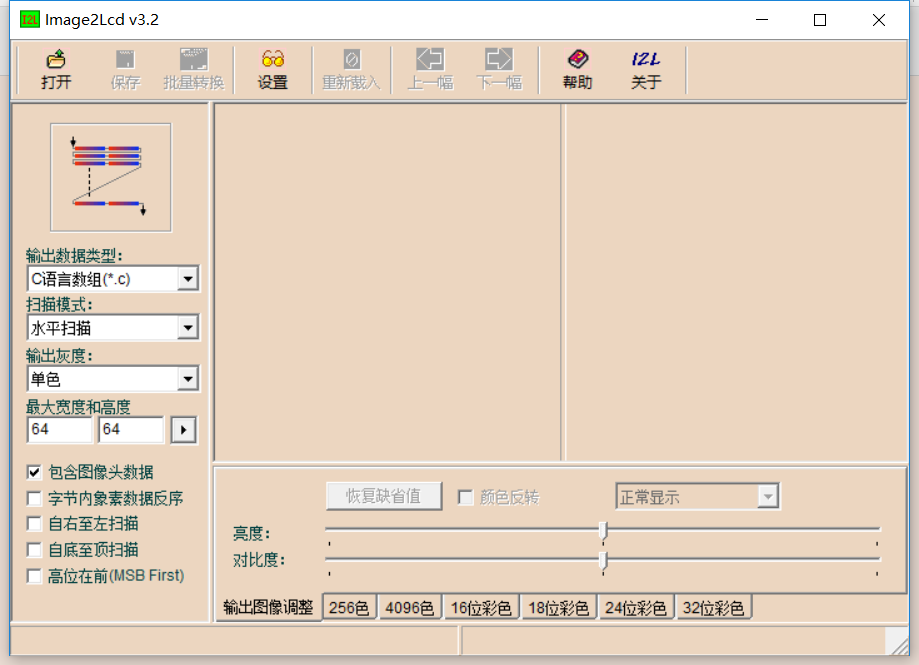 I2L Image2Lcd v3.2
打开 保存 批量转换 设置 重新载入 上一幅 下一幅 帮助 I2L 关于
输出数据类型:
C语言数组(*.c)
扫描模式:
水平扫描
输出灰度:
单色
最大宽度和高度
64 64
包含图像头数据
字节内象素数据反序
自右至左扫描
自底至顶扫描
高位在前(MSB First)
恢复缺省值 颜色反转 正常显示
亮度:
对比度:
输出图像调整 256色 4096色 16位彩色 18位彩色 24位彩色 32位彩色